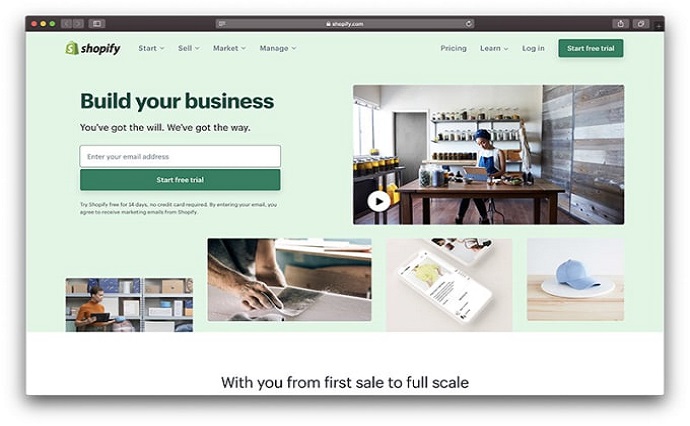 shopify.com
shopify
Start
Sell
Market
Manage
Pricing
Learn
Log in
Start free trial
Build your business
You've got the will. We've got the way.
Enter your email address
Start free trial
Try Shopify free for 14 days, no credit card required. By entering your email, you
agree to receive marketing emails from Shopify.
With you from first sale to full scale